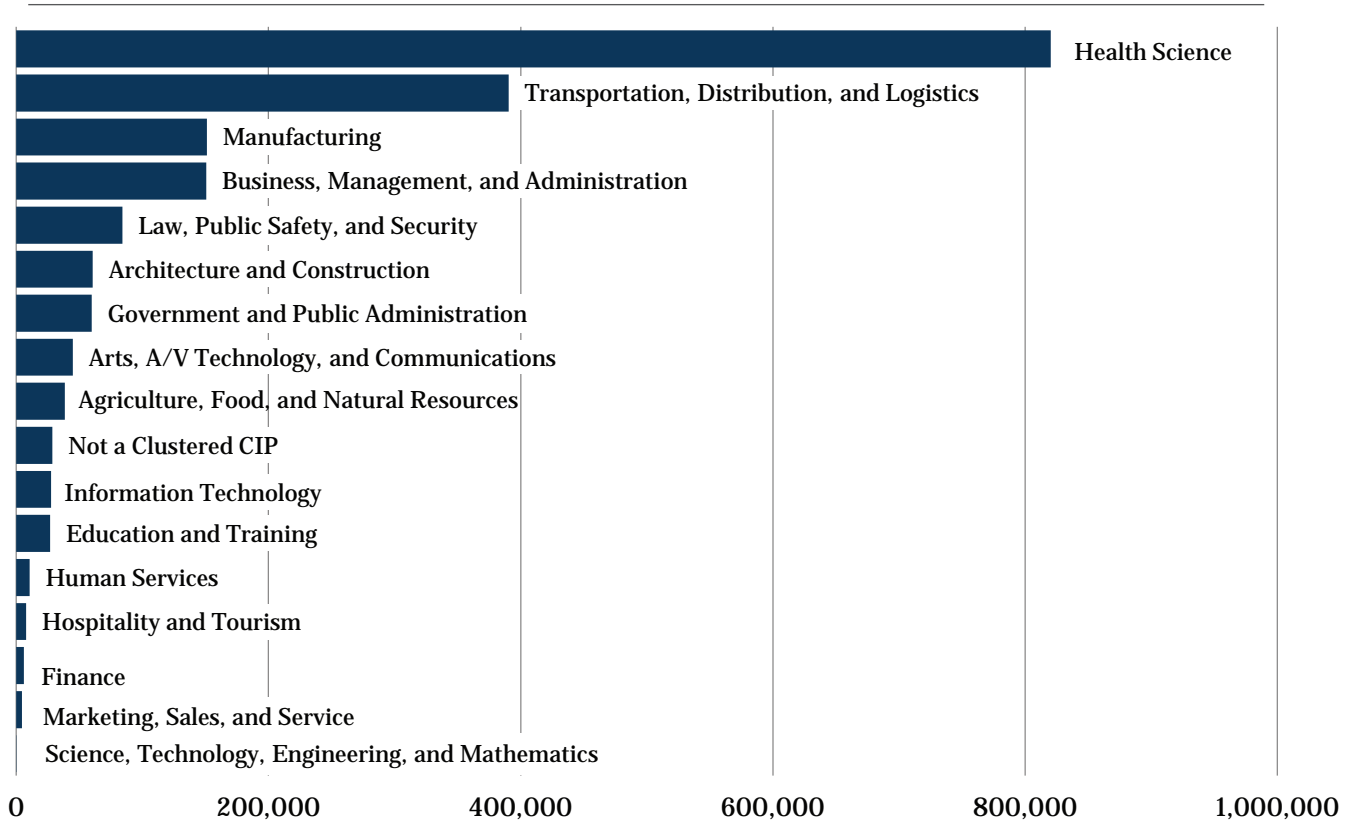 Health Science
Transportation, Distribution, and Logistics
Manufacturing
Business, Management, and Administration
Law, Public Safety, and Security
Architecture and Construction
Government and Public Administration
Arts, A/V Technology, and Communications
Agriculture, Food, and Natural Resources
Not a Clustered CIP
Information Technology
Education and Training
Human Services
Hospitality and Tourism
Finance
Marketing, Sales, and Service
Science, Technology, Engineering, and Mathematics
0 200,000 400,000 600,000 800,000 1,000,000